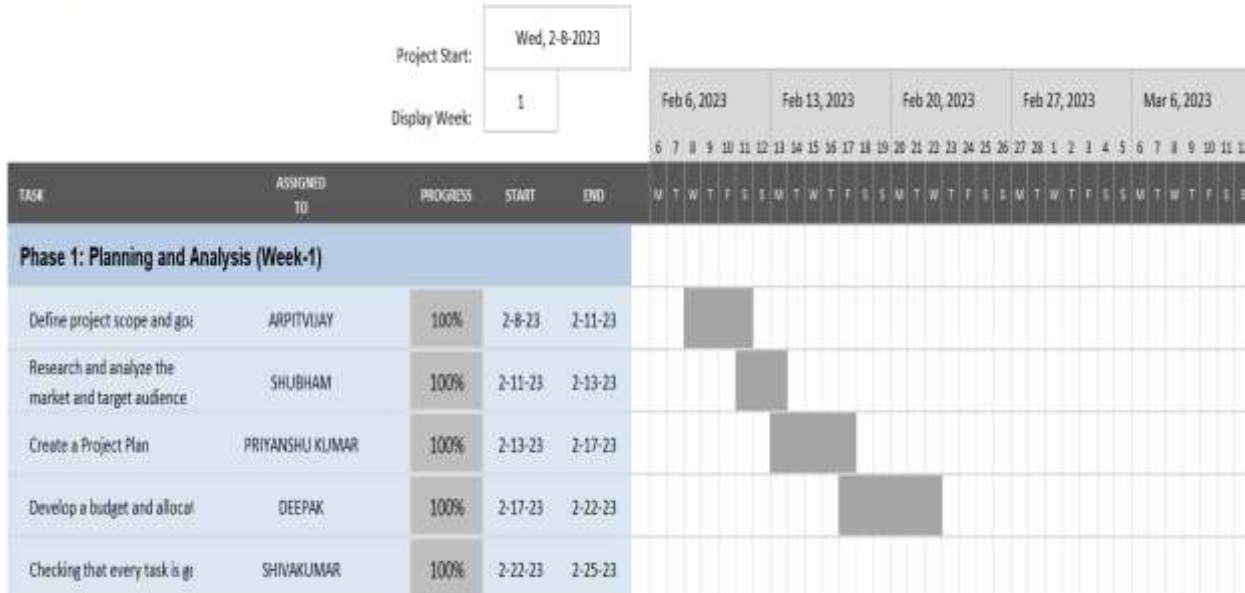 Project Start:
Wed, 2-8-2023
Display Week:
1
Feb 6, 2023 Feb 13, 2023 Feb 20, 2023 Feb 27, 2023 Mar 6, 2023
6 7 8 9 10 11 12 13 14 15 16 17 18 19 20 21 22 23 24 25 26 27 28 1 2 3 4 5 6 7 8 9 10 11
TASK ASSIGNED TO PROGRESS START END M T W T F S S M T W T F S S M T W T F S S M T W T F S S M T W T F S
Phase 1: Planning and Analysis (Week-1)
Define project scope and ARPITVIJAY 100% 2-8-23 2-11-23
Research and analyze the
market and target audience SHUBHAM 100% 2-11-23 2-13-23
Create a Project Plan PRIYANSHU KUMAR 100% 2-13-23 2-17-23
Develop a budget and allocat DEEPAK 100% 2-17-23 2-22-23
Checking that every task is SHIVAKUMAR 100% 2-22-23 2-25-23